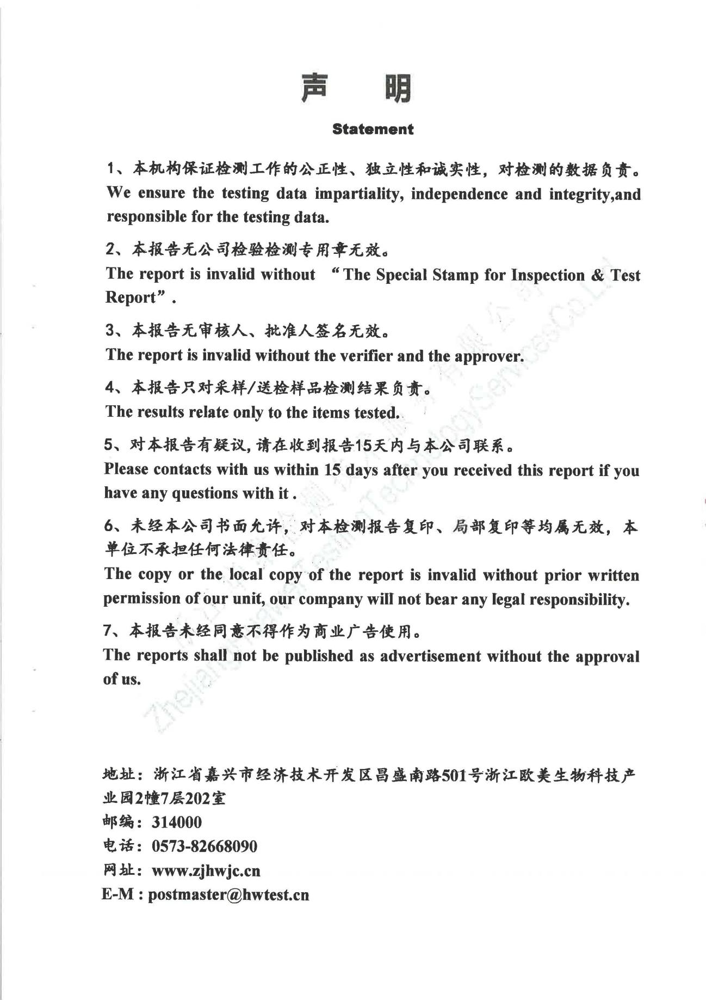 声 明
Statement
1、本机构保证检测工作的公正性、独立性和诚实性，对检测的数据负责。
We ensure the testing data impartiality, independence and integrity,and
responsible for the testing data.
2、本报告无公司检验检测专用章无效。
The report is invalid without “The Special Stamp for Inspection & Test
Report”.
3、本报告无审核人、批准人签名无效。
The report is invalid without the verifier and the approver.
4、本报告只对采样/送检样品检测结果负责。
The results relate only to the items tested.
5、对本报告有疑议,请在收到报告15天内与本公司联系。
Please contacts with us within 15 days after you received this report if you
have any questions with it .
6、未经本公司书面允许，对本检测报告复印、局部复印等均属无效，本
单位不承担任何法律责任。
The copy or the local copy of the report is invalid without prior written
permission of our unit, our company will not bear any legal responsibility.
7、本报告未经同意不得作为商业广告使用。
The reports shall not be published as advertisement without the approval
of us.
地址：浙江省嘉兴市经济技术开发区昌盛南路501号浙江欧美生物科技产
业园2幢7层202室
邮编：314000
电话：0573-82668090
网址：www.zjhwjc.cn
E-M : postmaster@hwtest.cn